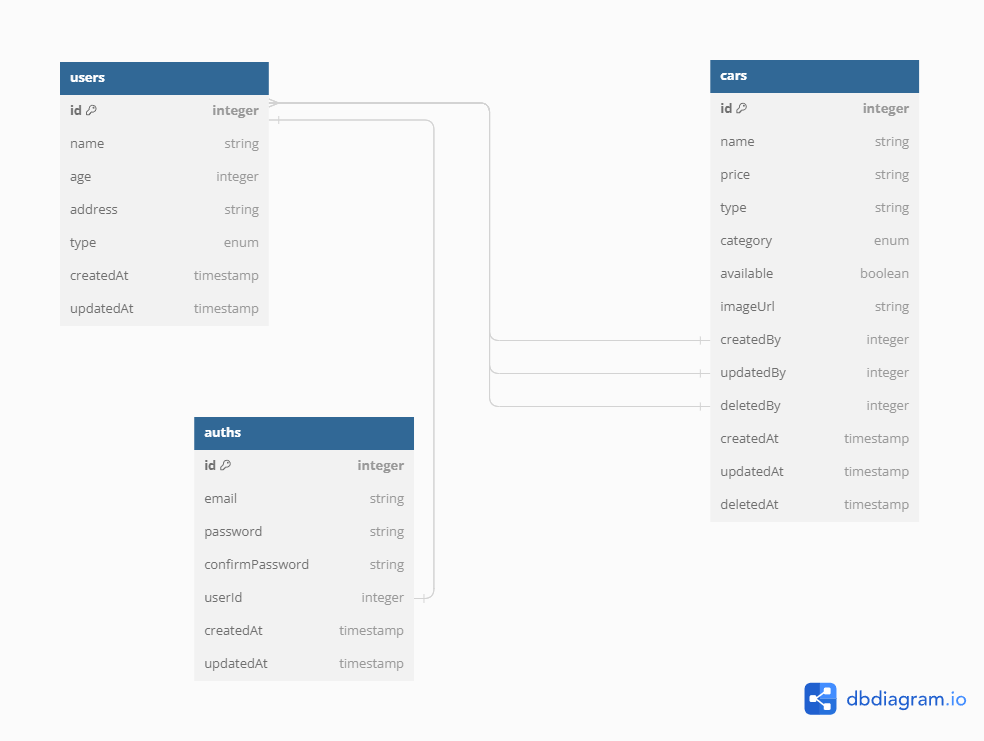 users
id integer
name string
age integer
address string
type enum
createdAt timestamp
updatedAt timestamp
auths
id integer
email string
password string
confirmPassword string
userId integer
createdAt timestamp
updatedAt timestamp
cars
id integer
name string
price string
type string
category enum
available boolean
imageUrl string
createdBy integer
updatedBy integer
deletedBy integer
createdAt timestamp
updatedAt timestamp
deletedAt timestamp
dbdiagram.io